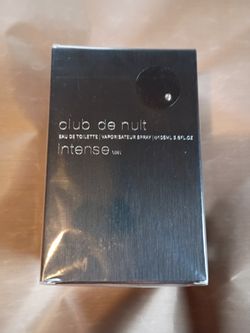 club de nuit
EAU DE TOILETTE | VAPORISATEUR SPRAY | 105ML 3.6FL.OZ
Intense